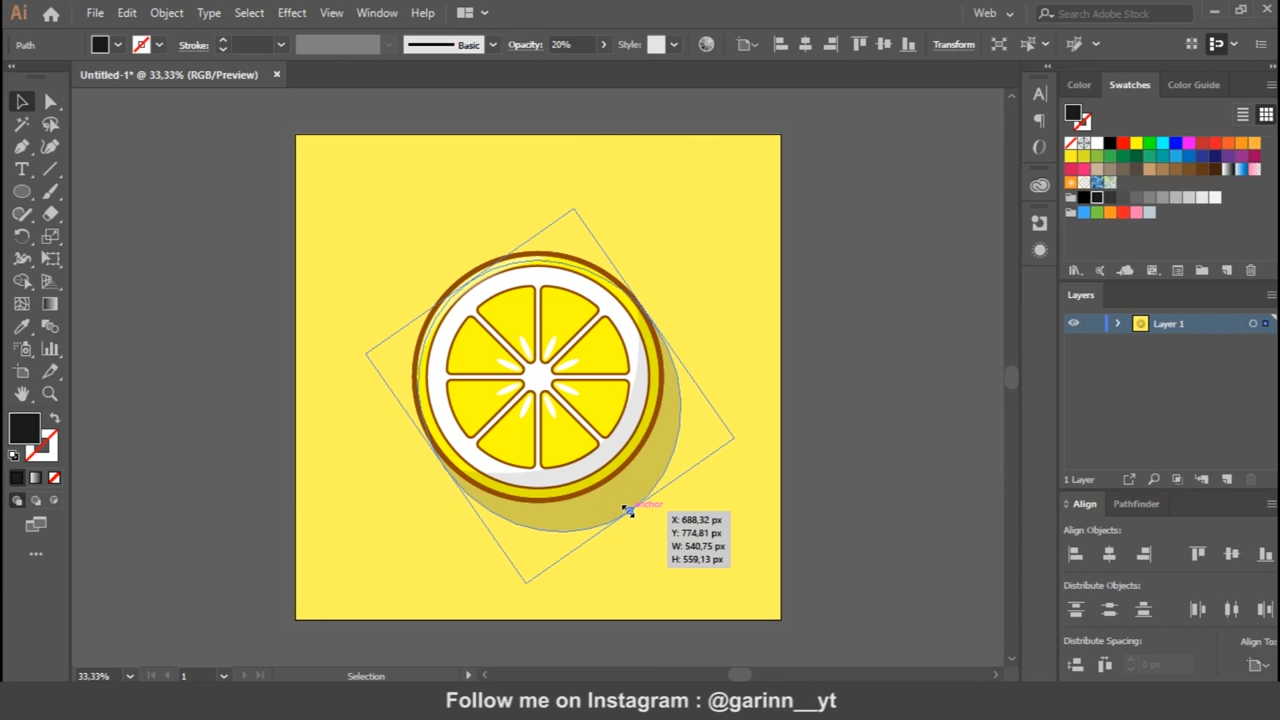 Ai File Edit Object Type Select Effect View Window Help Web Search Adobe Stock
Path Stroke: Basic Opacity: 20% Style: Transform
Untitled-1* @ 33,33% (RGB/Preview) ×
Color Swatches Color Guide
Layers
Layer 1
1 Layer
anchor
X: 688,32 px
Y: 774,81 px
W: 540,75 px
H: 559,13 px
Align Pathfinder
Align Objects:
Distribute Objects:
Distribute Spacing: Align To:
0 px
33,33% 1 Selection
Follow me on Instagram : @garinn__yt